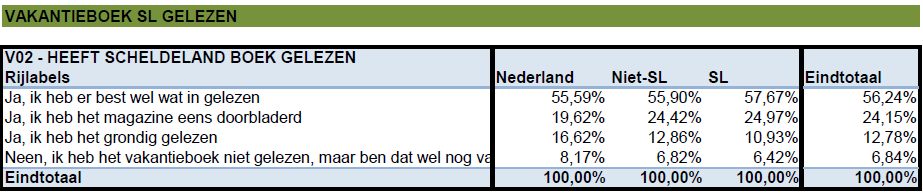 VAKANTIEBOEK SL GELEZEN
V02 - HEEFT SCHELDELAND BOEK GELEZEN
Rijlabels Nederland Niet-SL SL Eindtotaal
Ja, ik heb er best wel wat in gelezen 55,59% 55,90% 57,67% 56,24%
Ja, ik heb het magazine eens doorbladerd 19,62% 24,42% 24,97% 24,15%
Ja, ik heb het grondig gelezen 16,62% 12,86% 10,93% 12,78%
Neen, ik heb het vakantieboek niet gelezen, maar ben dat wel nog va 8,17% 6,82% 6,42% 6,84%
Eindtotaal 100,00% 100,00% 100,00% 100,00%